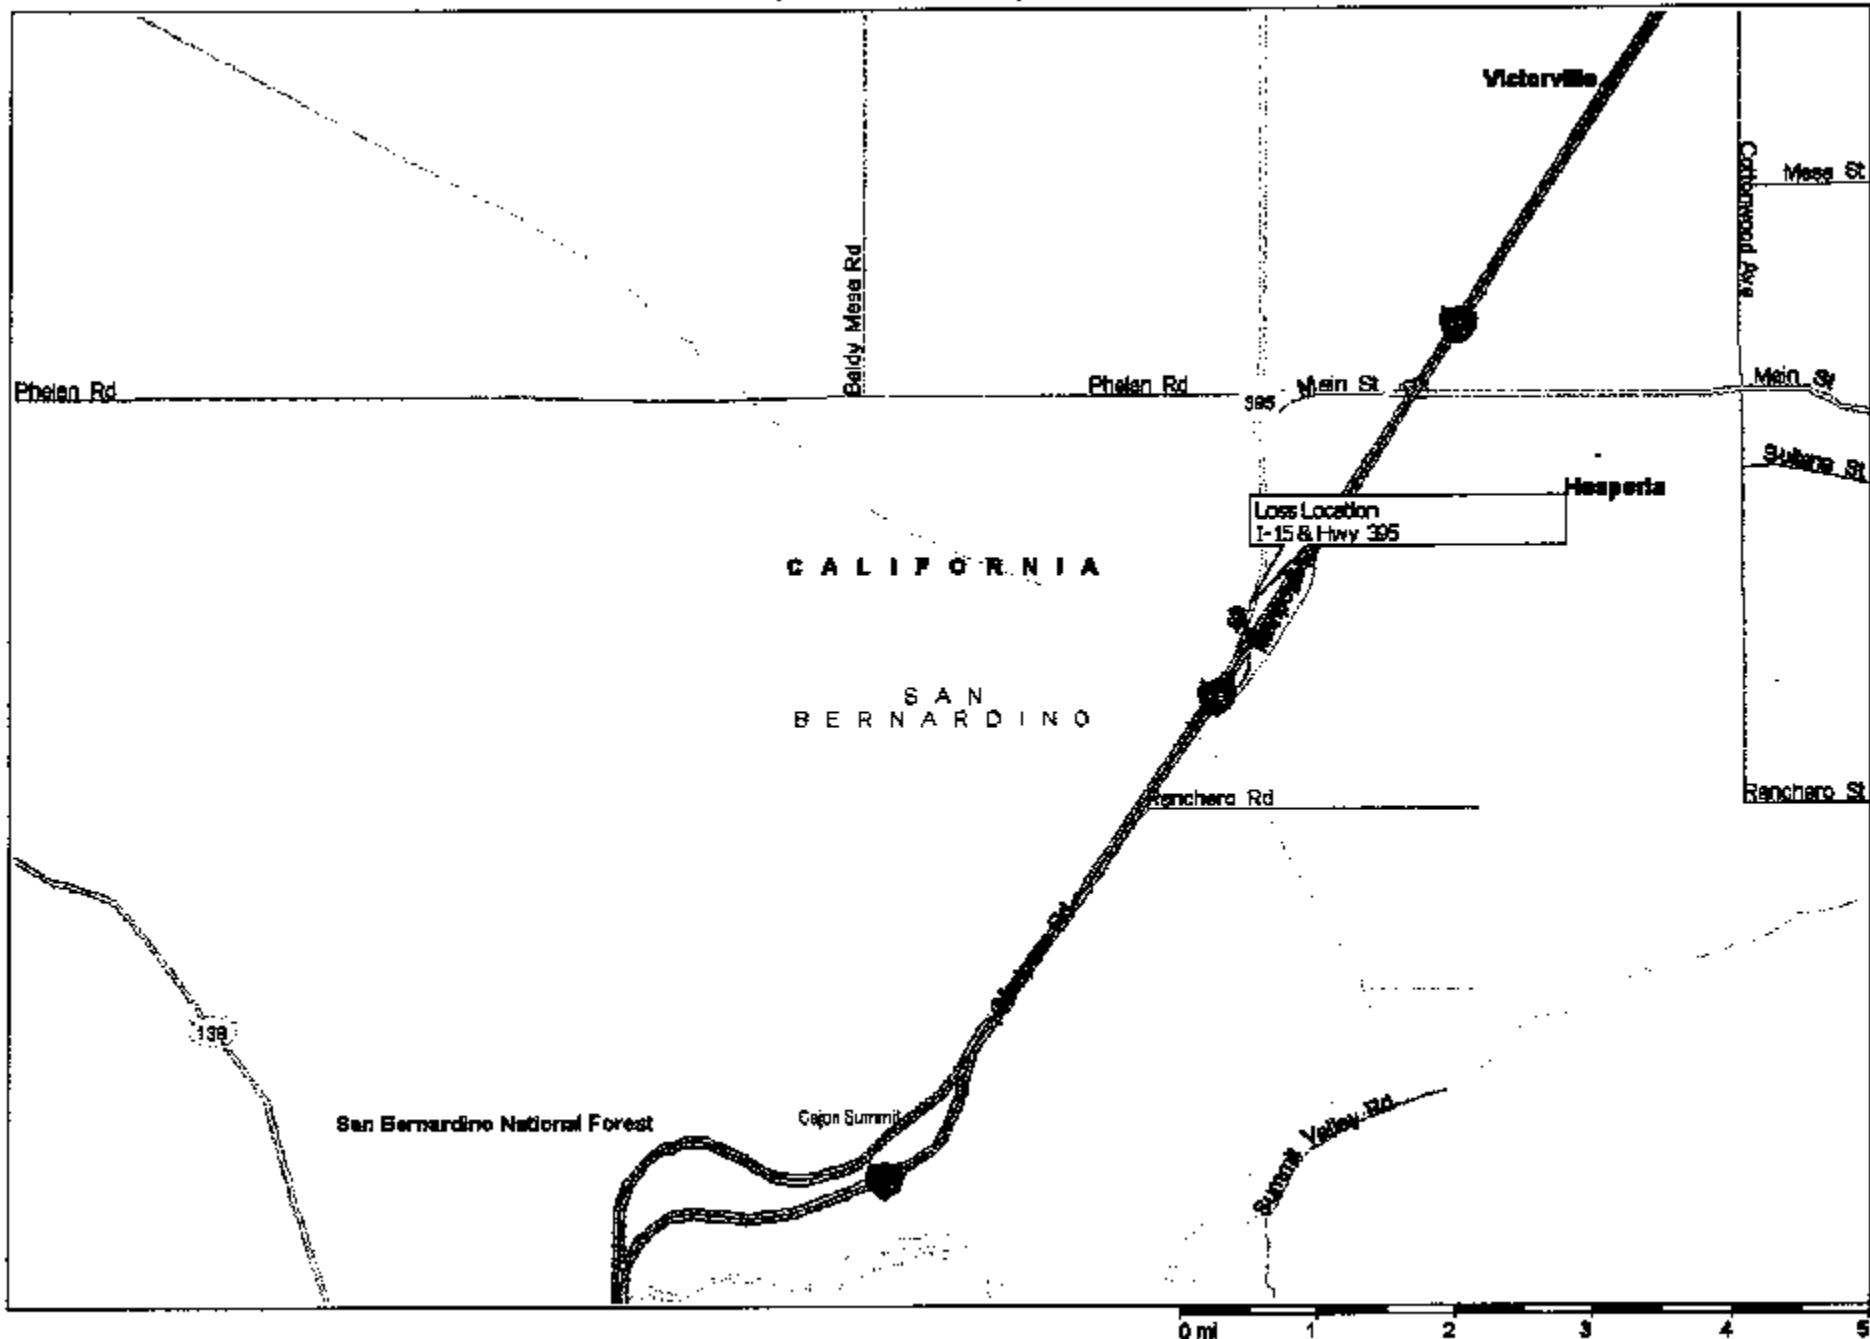 Victorville
Mesa St
Cottonwood Ave
Baldy Mesa Rd
Phelan Rd
Phelan Rd
395
Main St
Main St
Sultana St
Hesperia
Loss Location
I-15 & Hwy 395
CALIFORNIA
SAN
BERNARDINO
Ranchero Rd
Ranchero St
138
San Bernardino National Forest
Cajon Summit
Summit Valley Rd
0 mi 1 2 3 4 5